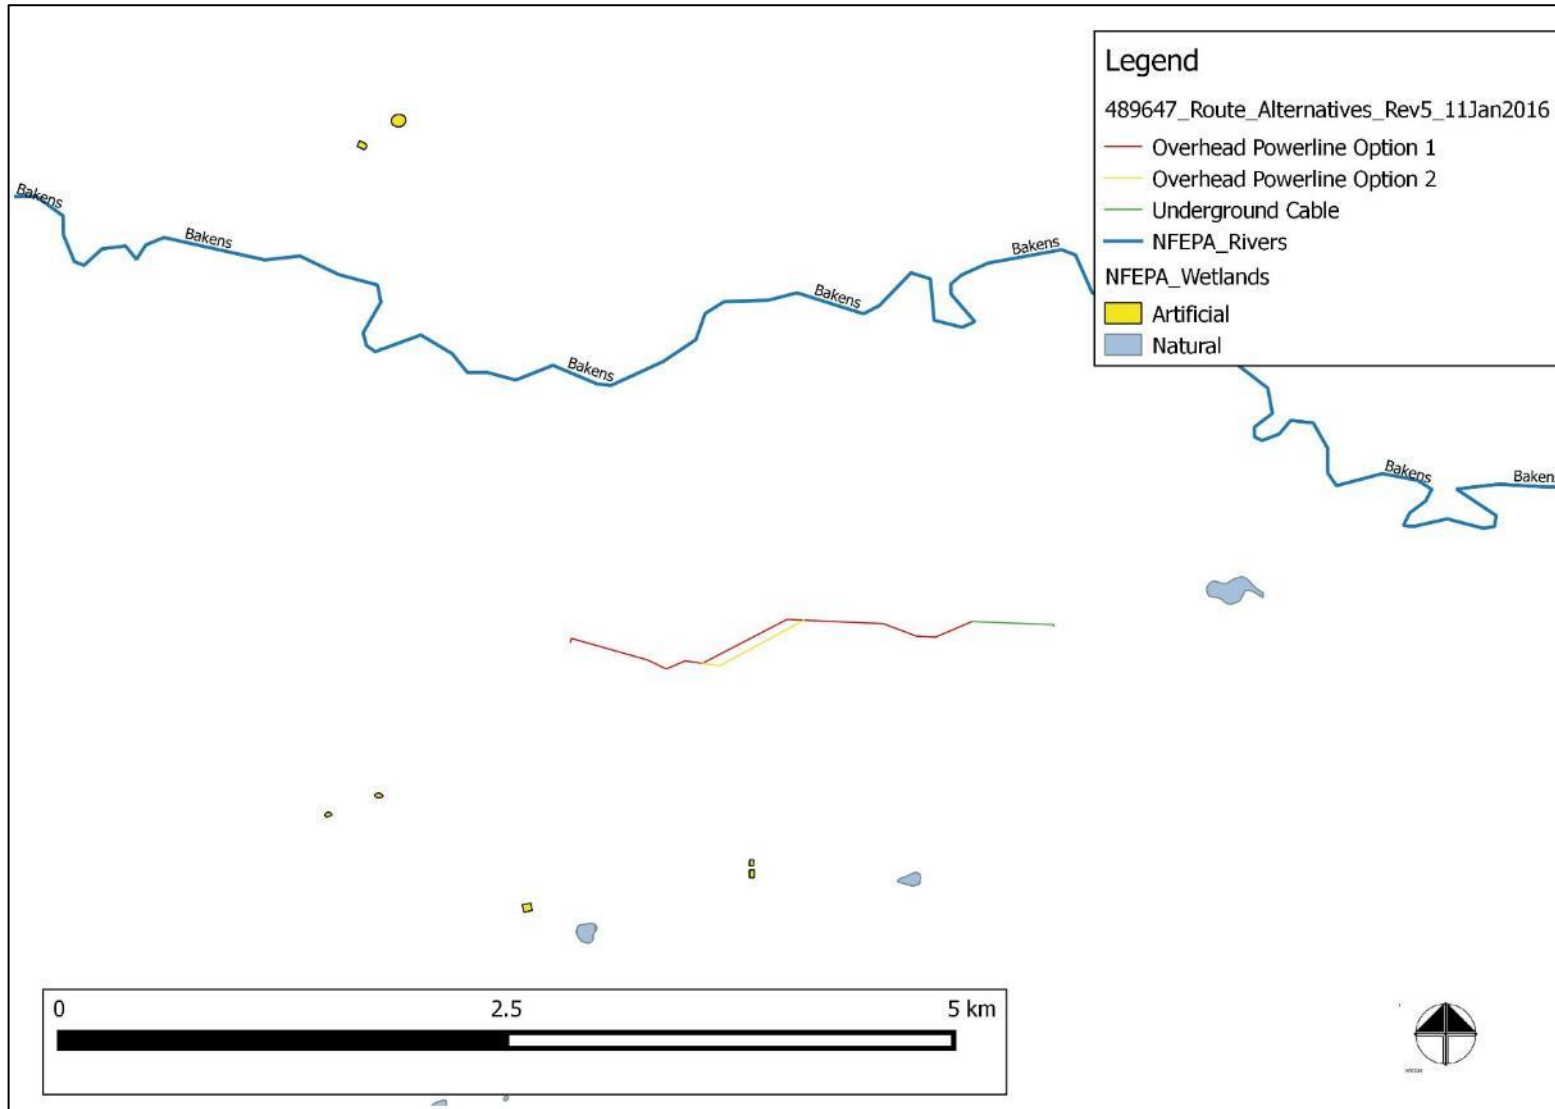 Legend
489647_Route_Alternatives_Rev5_11Jan2016
Overhead Powerline Option 1
Overhead Powerline Option 2
Underground Cable
NFEPA_Rivers
NFEPA_Wetlands
Artificial
Natural
Bakens
Bakens
Bakens
Bakens
Bakens
Bakens
Baken
0 2.5 5 km